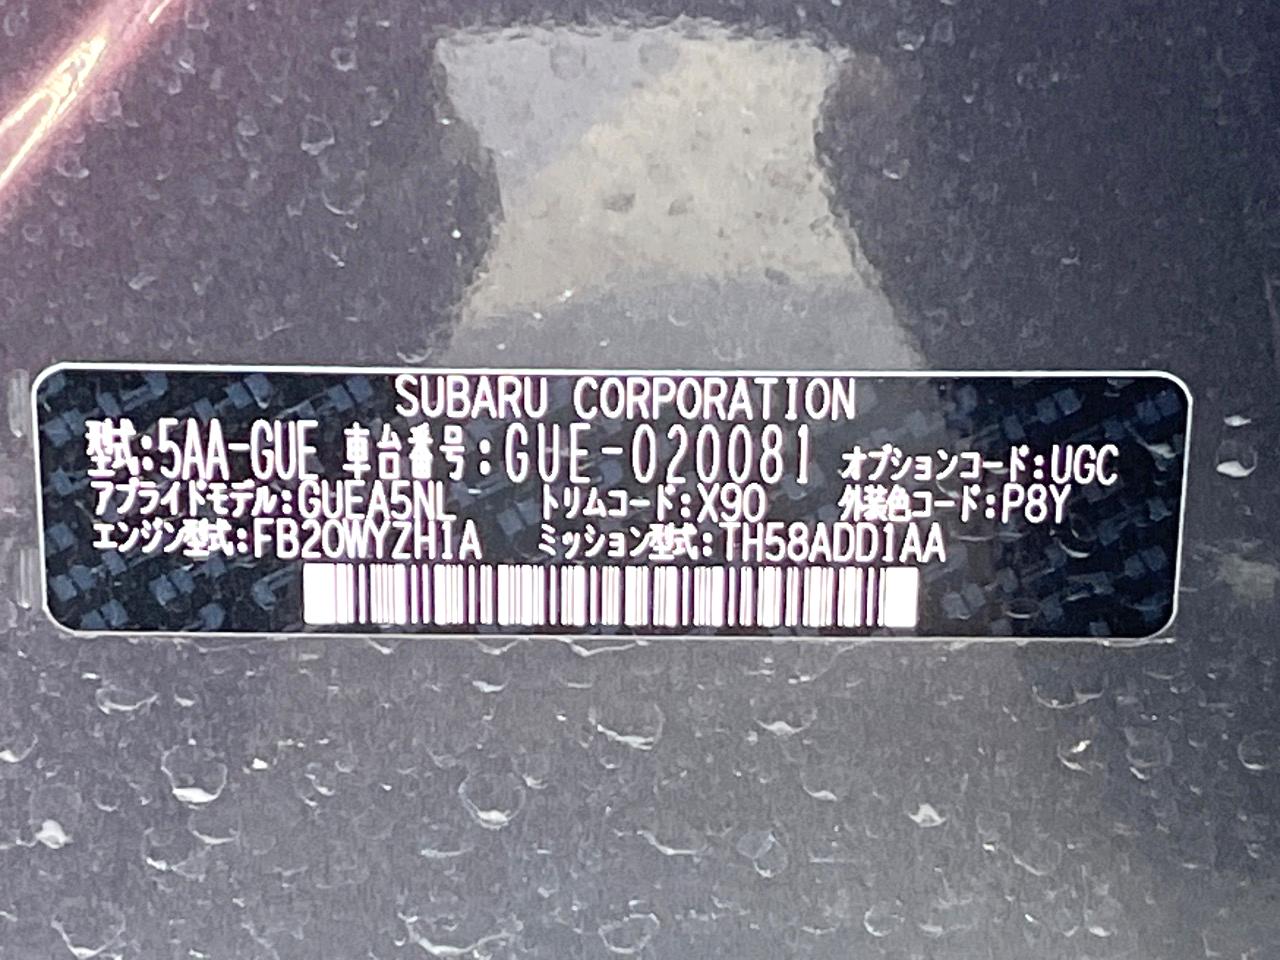 SUBARU CORPORATION
型式:5AA-GUE 車台番号:GUE-020081 オプションコード:UGC
アプライドモデル:GUEA5NL トリムコード:X90 外装色コード:P8Y
エンジン型式:FB20WYZH1A ミッション型式:TH58ADD1AA